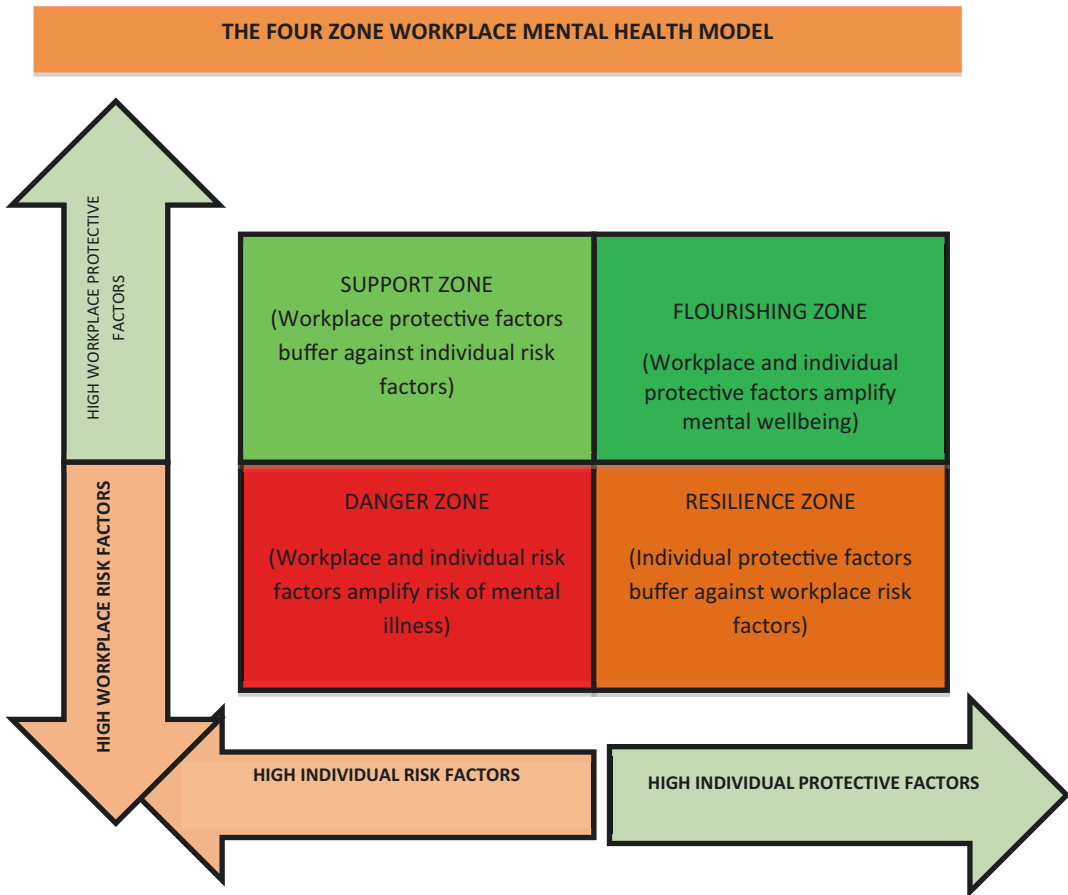 THE FOUR ZONE WORKPLACE MENTAL HEALTH MODEL
HIGH WORKPLACE PROTECTIVE
FACTORS
SUPPORT ZONE
(Workplace protective factors
buffer against individual risk
factors)
FLOURISHING ZONE
(Workplace and individual
protective factors amplify
mental wellbeing)
HIGH WORKPLACE RISK FACTORS
DANGER ZONE
(Workplace and individual risk
factors amplify risk of mental
illness)
RESILIENCE ZONE
(Individual protective factors
buffer against workplace risk
factors)
HIGH INDIVIDUAL RISK FACTORS
HIGH INDIVIDUAL PROTECTIVE FACTORS